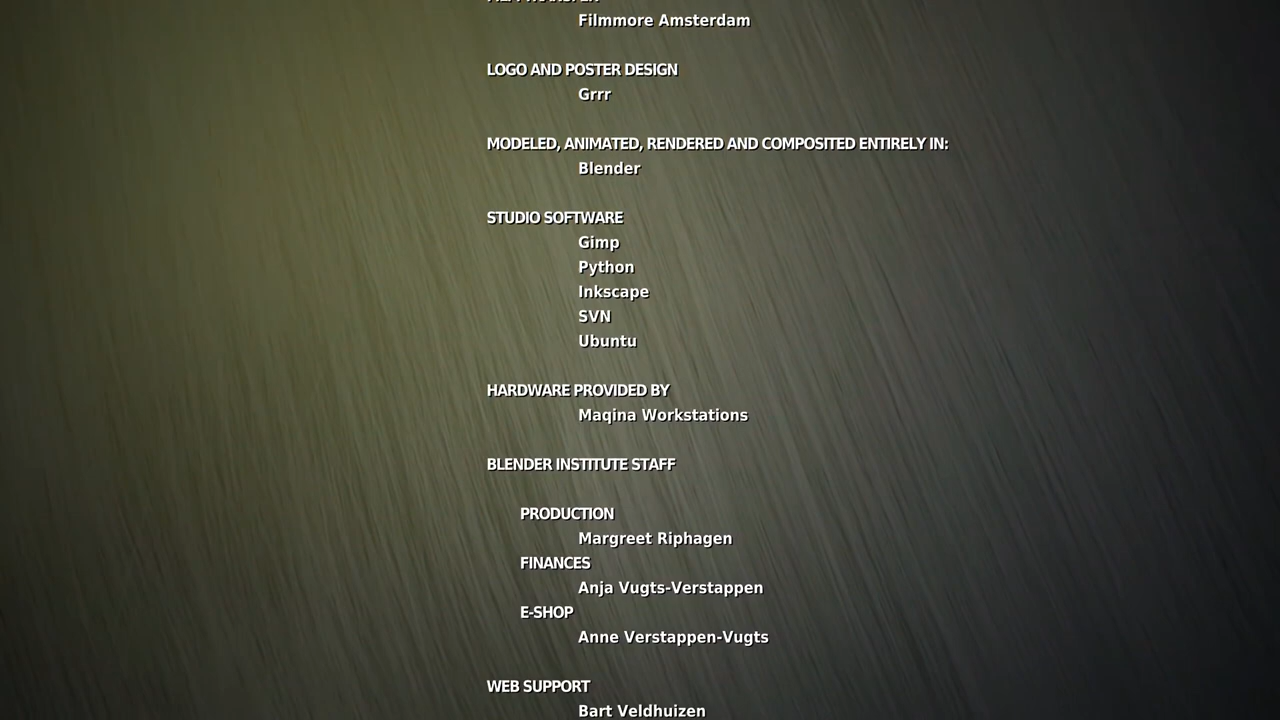 Filmmore Amsterdam
LOGO AND POSTER DESIGN
Grrr
MODELED, ANIMATED, RENDERED AND COMPOSITED ENTIRELY IN:
Blender
STUDIO SOFTWARE
Gimp
Python
Inkscape
SVN
Ubuntu
HARDWARE PROVIDED BY
Maqina Workstations
BLENDER INSTITUTE STAFF
PRODUCTION
Margreet Riphagen
FINANCES
Anja Vugts-Verstappen
E-SHOP
Anne Verstappen-Vugts
WEB SUPPORT
Bart Veldhuizen